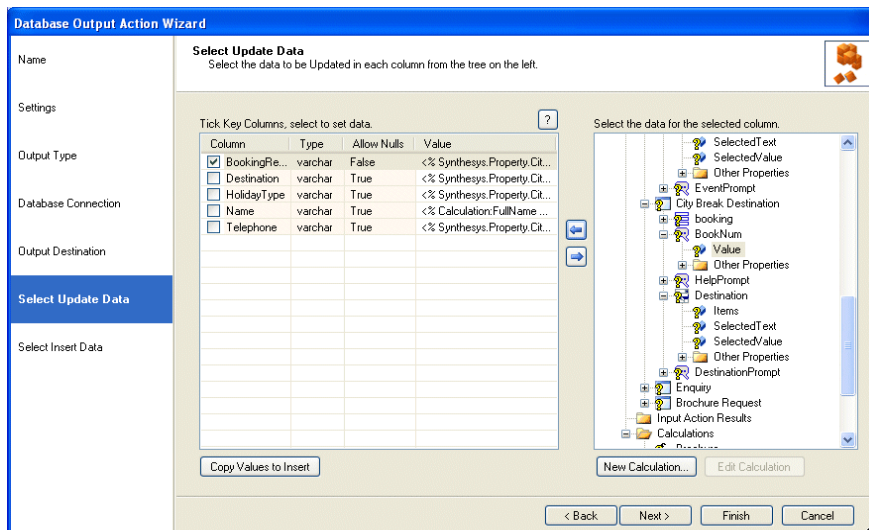 Database Output Action Wizard
Name
Settings
Output Type
Database Connection
Output Destination
Select Update Data
Select Insert Data
Select Update Data
Select the data to be Updated in each column from the tree on the left.
Tick Key Columns, select to set data.
?
Column Type Allow Nulls Value
BookingRe... varchar False <% Synthesys.Property.Cit...
Destination varchar True <% Synthesys.Property.Cit...
HolidayType varchar True <% Synthesys.Property.Cit...
Name varchar True <% Calculation:FullName ...
Telephone varchar True <% Synthesys.Property.Cit...
Copy Values to Insert
Select the data for the selected column.
SelectedText
SelectedValue
Other Properties
EventPrompt
City Break Destination
booking
BookNum
Value
Other Properties
HelpPrompt
Destination
Items
SelectedText
SelectedValue
Other Properties
DestinationPrompt
Enquiry
Brochure Request
Input Action Results
Calculations
New Calculation... Edit Calculation
< Back Next > Finish Cancel